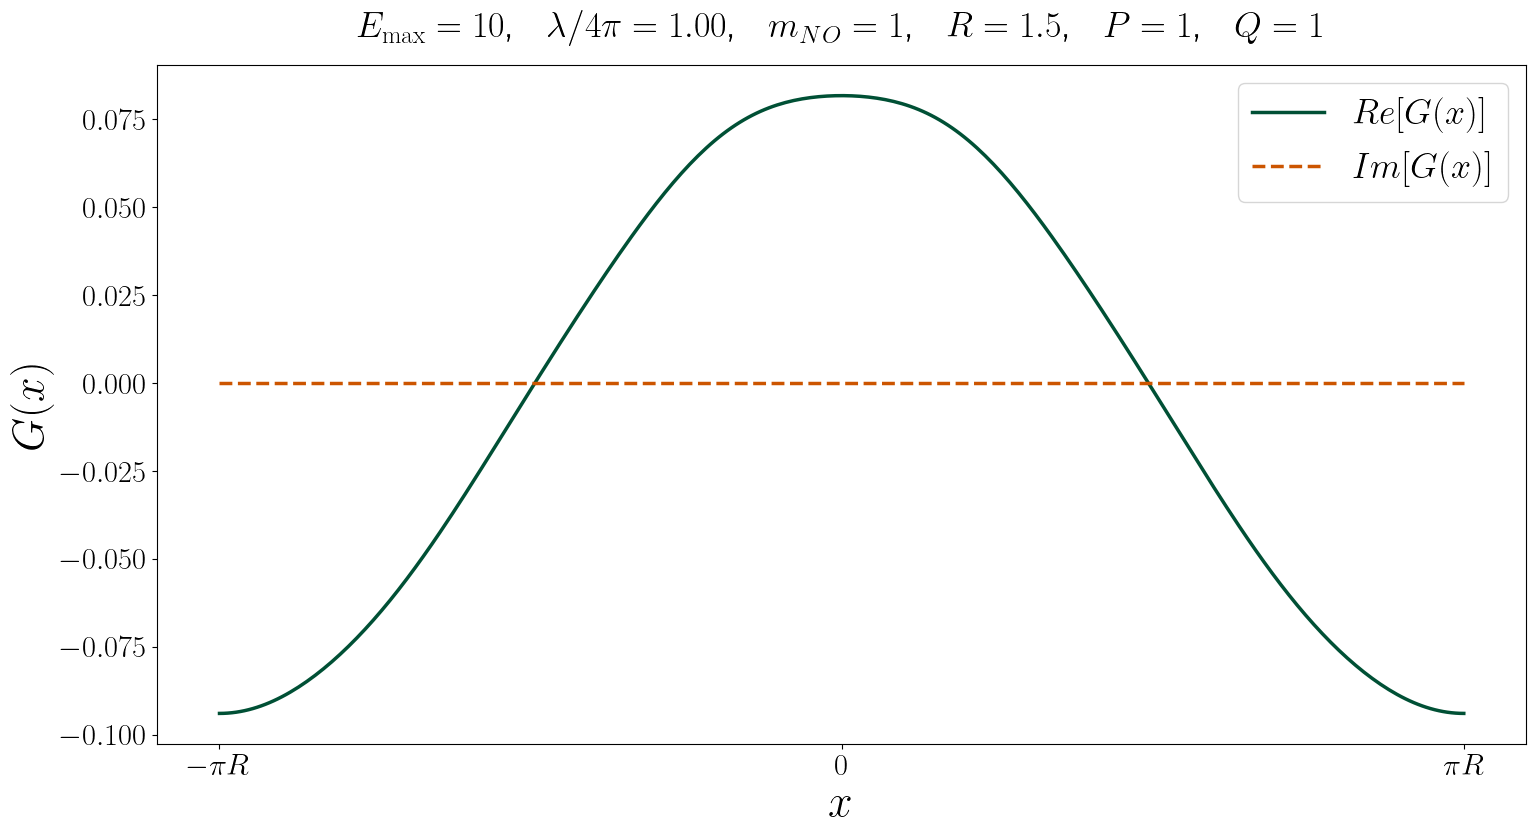 E_max = 10, λ/4π = 1.00, m_NO = 1, R = 1.5, P = 1, Q = 1
Re[G(x)]
Im[G(x)]
G(x)
0.075
0.050
0.025
0.000
−0.025
−0.050
−0.075
−0.100
−πR 0 πR
x